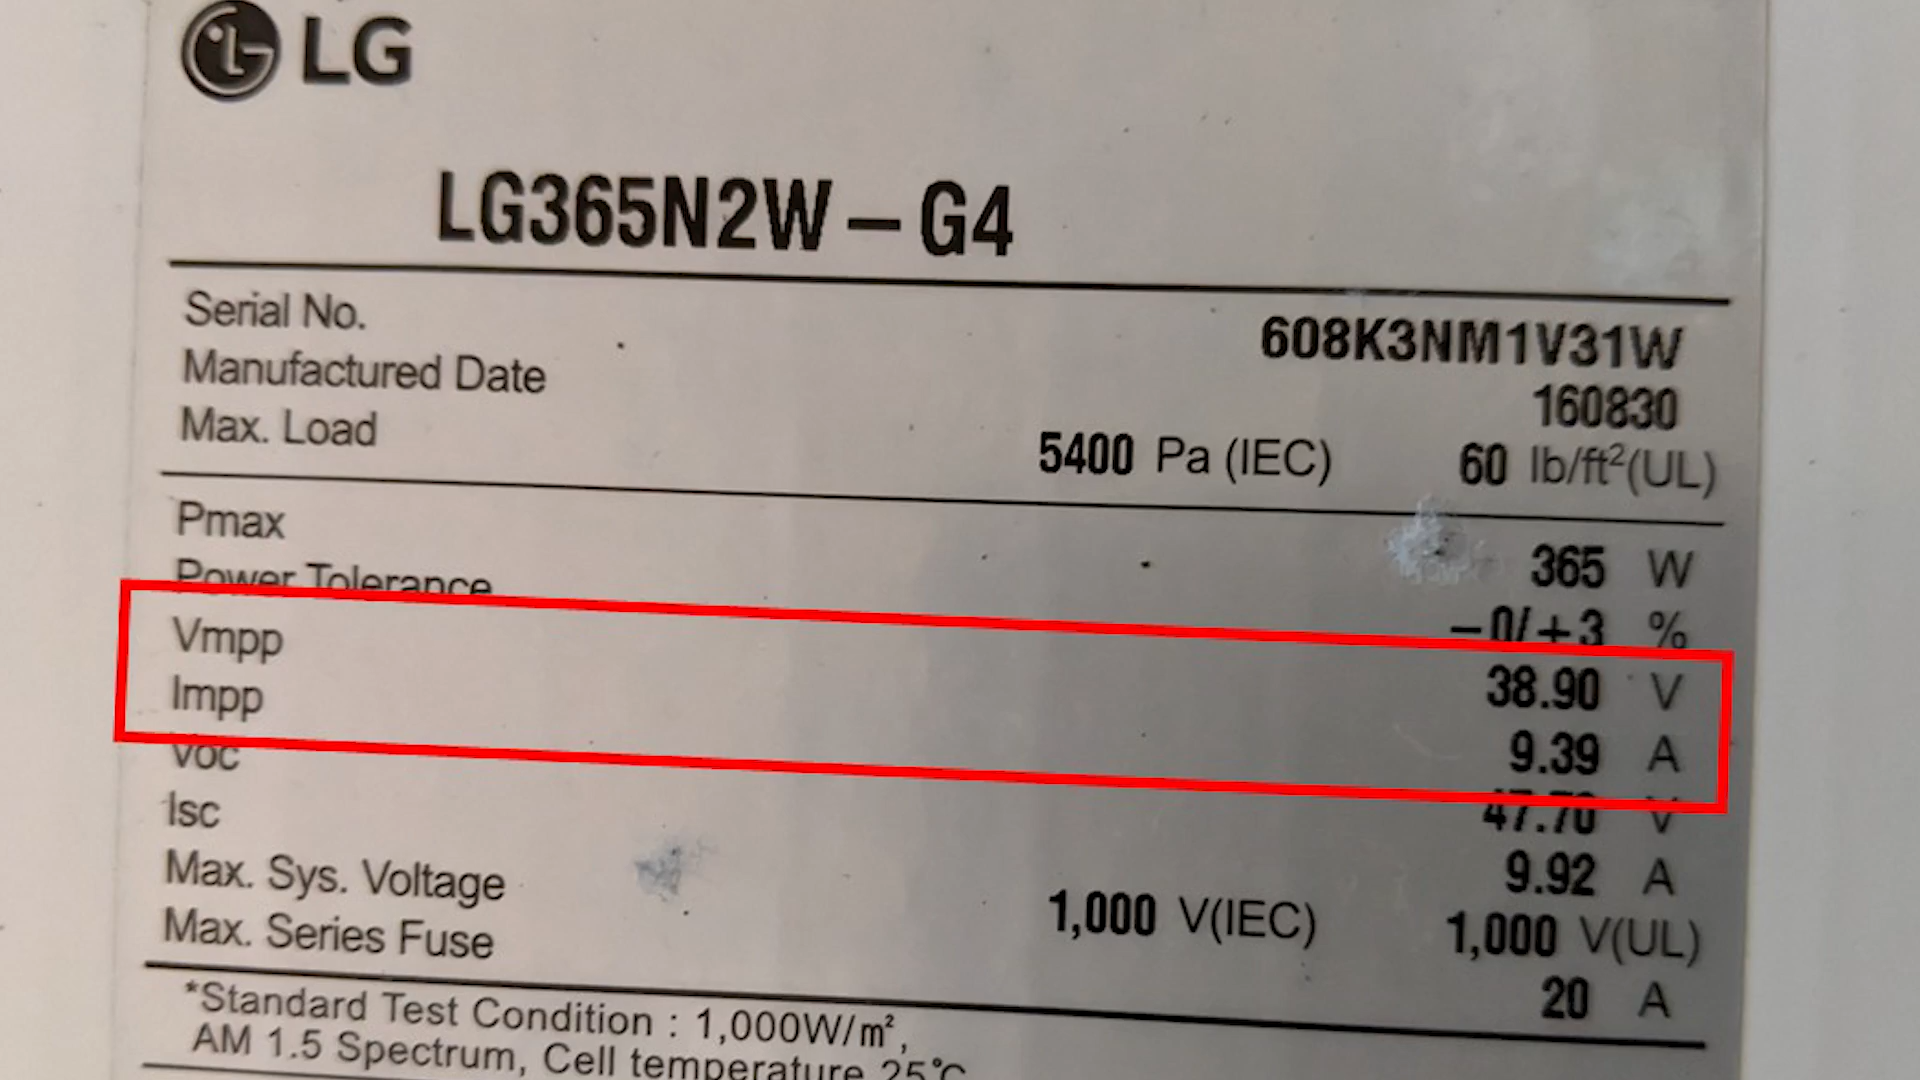 LG
LG365N2W-G4
Serial No. 608K3NM1V31W
Manufactured Date 160830
Max. Load 5400 Pa (IEC) 60 lb/ft²(UL)
Pmax 365 W
Power Tolerance -0/+3 %
Vmpp 38.90 V
Impp 9.39 A
Voc 47.70 V
Isc 9.92 A
Max. Sys. Voltage 1,000 V(IEC) 1,000 V(UL)
Max. Series Fuse 20 A
*Standard Test Condition : 1,000W/m²,
AM 1.5 Spectrum, Cell temperature 25℃